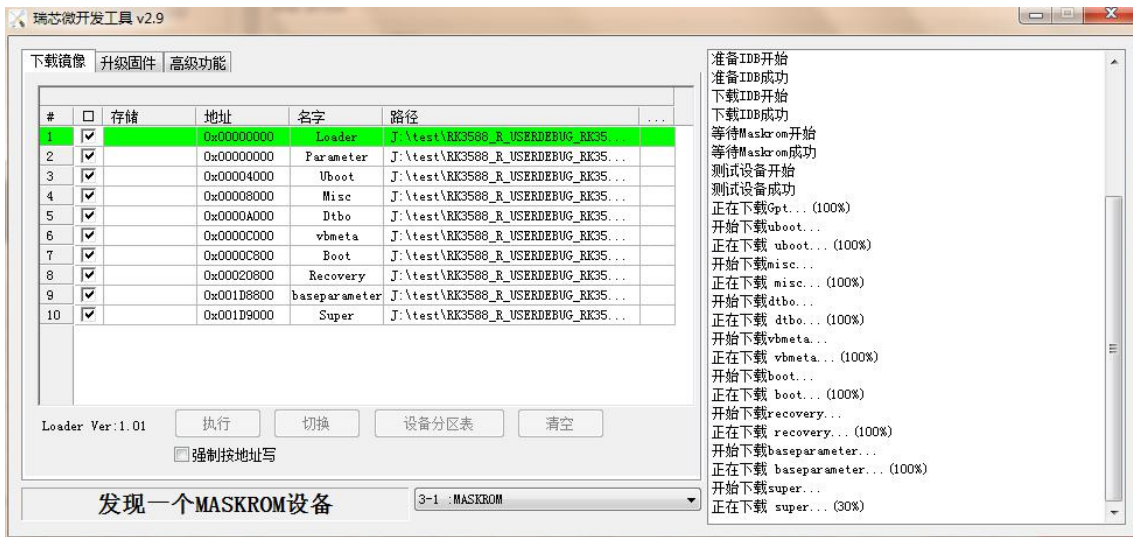 瑞芯微开发工具 v2.9
下载镜像 升级固件 高级功能
# 存储 地址 名字 路径 ...
1 0x00000000 Loader J:\test\RK3588_R_USERDEBUG_RK35...
2 0x00000000 Parameter J:\test\RK3588_R_USERDEBUG_RK35...
3 0x00004000 Uboot J:\test\RK3588_R_USERDEBUG_RK35...
4 0x00008000 Misc J:\test\RK3588_R_USERDEBUG_RK35...
5 0x0000A000 Dtbo J:\test\RK3588_R_USERDEBUG_RK35...
6 0x0000C000 vbmeta J:\test\RK3588_R_USERDEBUG_RK35...
7 0x0000C800 Boot J:\test\RK3588_R_USERDEBUG_RK35...
8 0x00020800 Recovery J:\test\RK3588_R_USERDEBUG_RK35...
9 0x001D8800 baseparameter J:\test\RK3588_R_USERDEBUG_RK35...
10 0x001D9000 Super J:\test\RK3588_R_USERDEBUG_RK35...
Loader Ver:1.01 执行 切换 设备分区表 清空
强制按地址写
发现一个MASKROM设备 3-1 :MASKROM
准备IDB开始
准备IDB成功
下载IDB开始
下载IDB成功
等待Maskrom开始
等待Maskrom成功
测试设备开始
测试设备成功
正在下载Gpt...(100%)
开始下载uboot...
正在下载 uboot...(100%)
开始下载misc...
正在下载 misc...(100%)
开始下载dtbo...
正在下载 dtbo...(100%)
开始下载vbmeta...
正在下载 vbmeta...(100%)
开始下载boot...
正在下载 boot...(100%)
开始下载recovery...
正在下载 recovery...(100%)
开始下载baseparameter...
正在下载 baseparameter...(100%)
开始下载super...
正在下载 super...(30%)